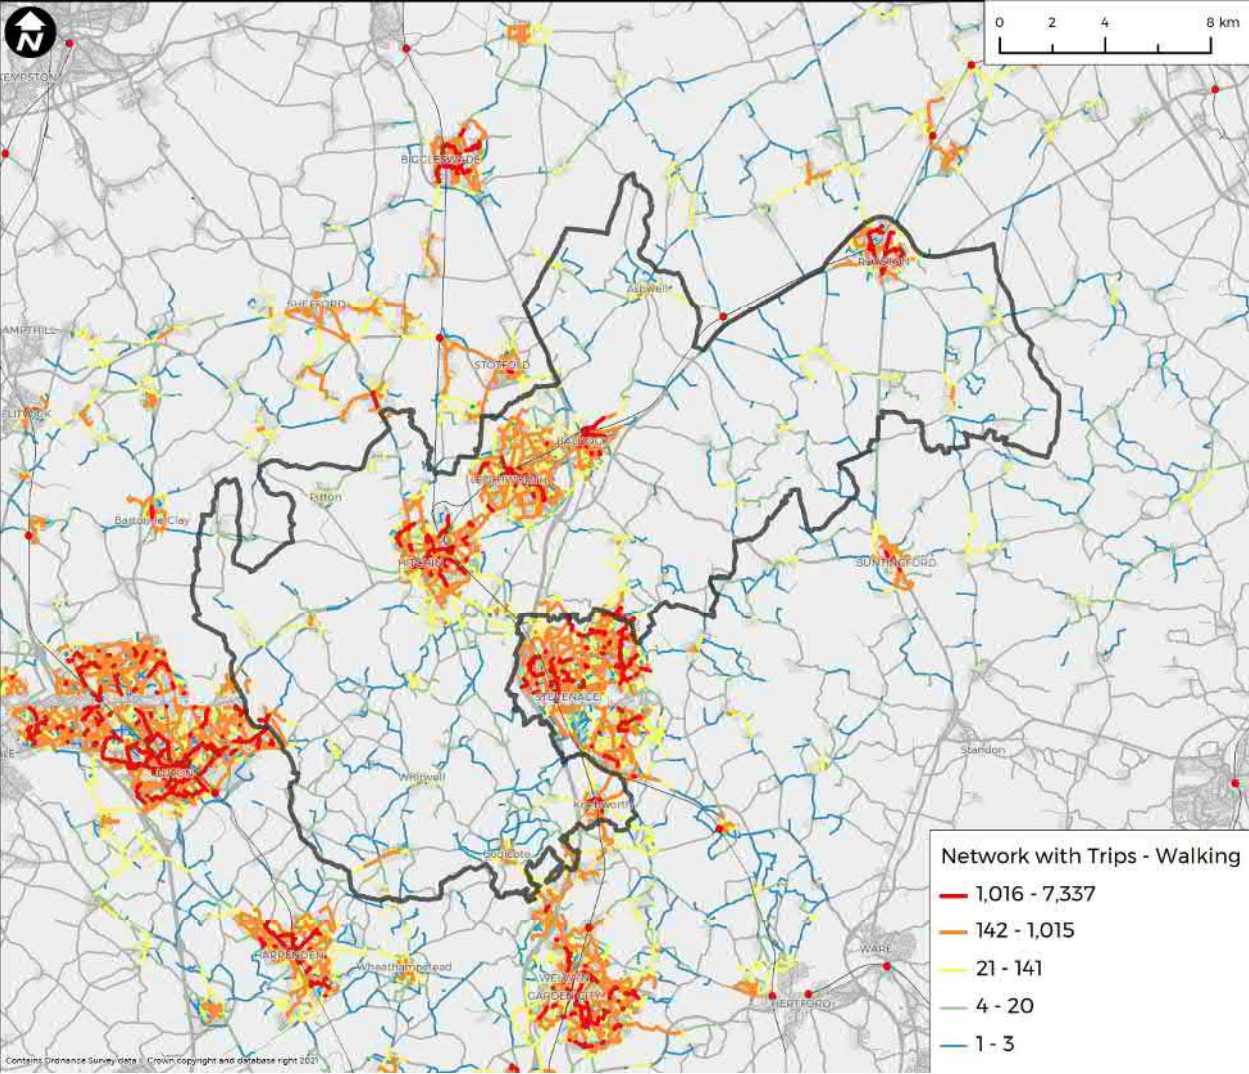 N
0 2 4 8 km
KEMPSTON
BIGGLESWADE
ROYSTON
Ashwell
SHEFFORD
AMPTHILL
STOTFOLD
FLITWICK
BALDOCK
LETCHWORTH
Pirton
Barton-le-Clay
HITCHIN
BUNTINGFORD
STEVENAGE
Standon
LUTON
Whitwell
Knebworth
Codicote
HARPENDEN
Wheathampstead
WARE
WELWYN
GARDEN CITY
HERTFORD
Network with Trips - Walking
1,016 - 7,337
142 - 1,015
21 - 141
4 - 20
1 - 3
Contains Ordnance Survey data © Crown copyright and database right 2021